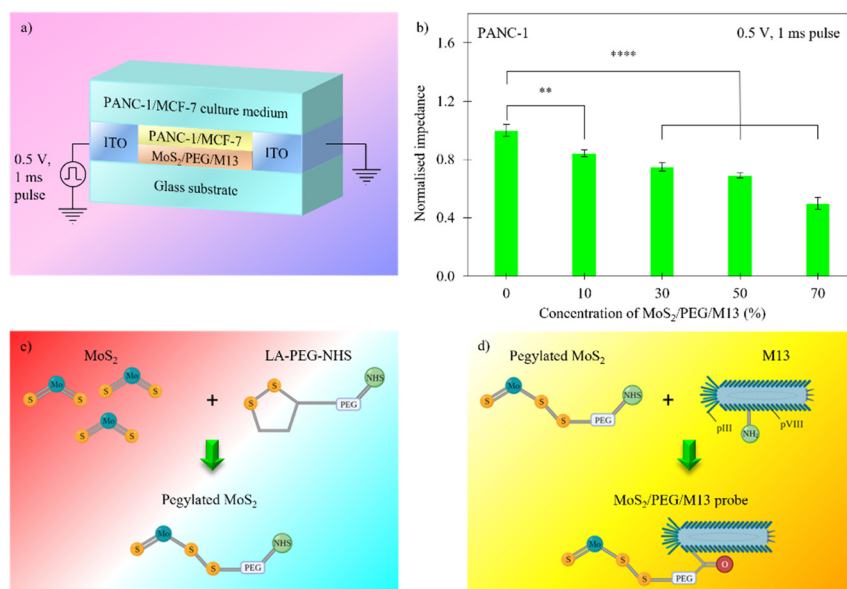 a)
PANC-1/MCF-7 culture medium
ITO
PANC-1/MCF-7
MoS₂/PEG/M13
ITO
Glass substrate
0.5 V,
1 ms
pulse
b)
PANC-1
0.5 V, 1 ms pulse
****
**
Normalised impedance
1.6
1.2
0.8
0.4
0.0
0
10
30
50
70
Concentration of MoS₂/PEG/M13 (%)
c)
MoS₂
LA-PEG-NHS
Mo
S
S
Mo
S
S
Mo
S
S
+
S
S
PEG
NHS
Pegylated MoS₂
S
Mo
S
S
PEG
NHS
d)
Pegylated MoS₂
M13
S
Mo
S
S
PEG
NHS
+
pIII
pVIII
NH₂
MoS₂/PEG/M13 probe
S
Mo
S
S
PEG
O